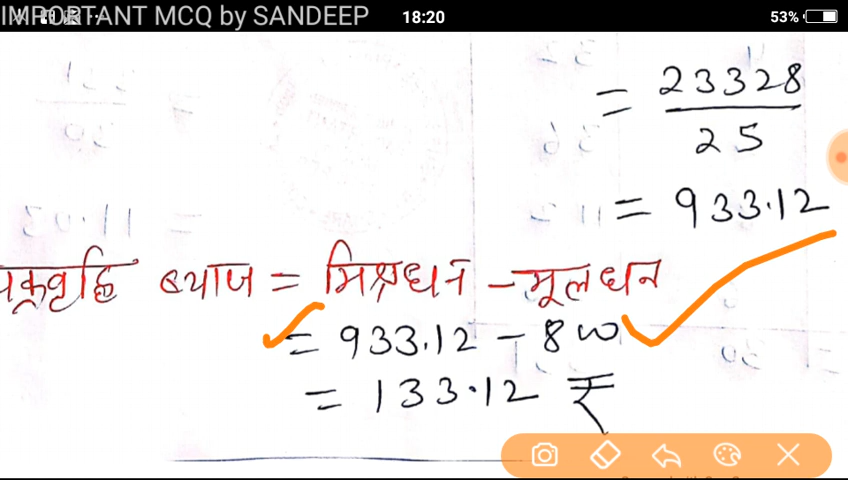 IMPORTANT MCQ by SANDEEP 18:20 53%
= 23328
25
= 933.12
चक्रवृद्धि ब्याज = मिश्रधन - मूलधन
= 933.12 - 800
= 133.12 ₹